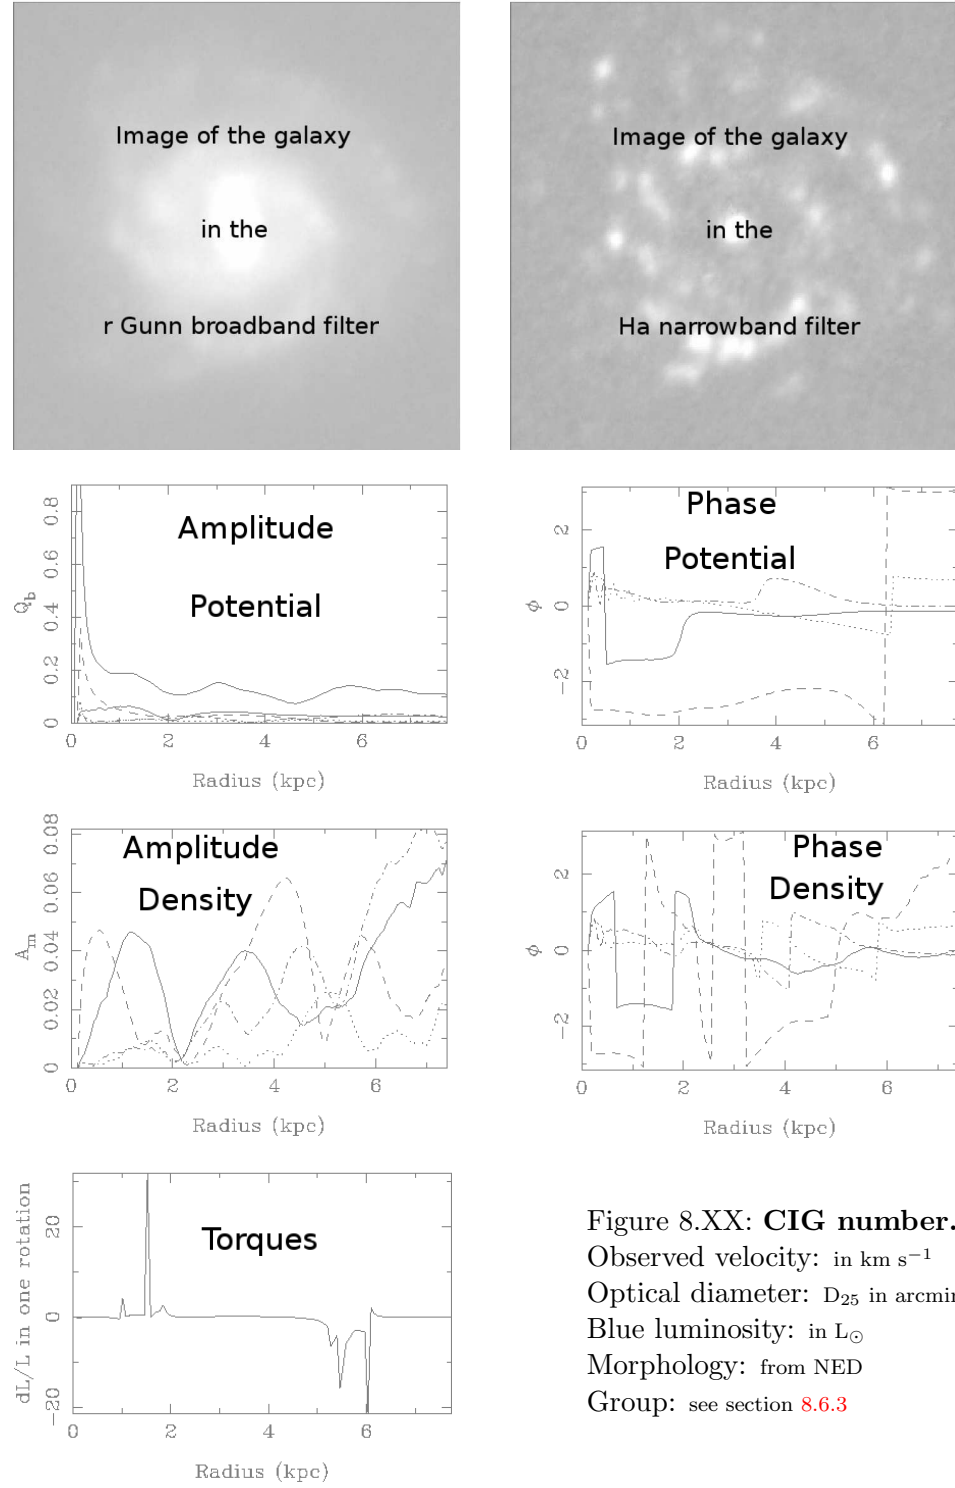 Image of the galaxy
in the
r Gunn broadband filter
Image of the galaxy
in the
Ha narrowband filter
Amplitude
Potential
Q_b
0 0.2 0.4 0.6 0.8
0 2 4 6
Radius (kpc)
Phase
Potential
ϕ
−2 0 2
0 2 4 6
Radius (kpc)
Amplitude
Density
A_m
0 0.02 0.04 0.06 0.08
0 2 4 6
Radius (kpc)
Phase
Density
ϕ
−2 0 2
0 2 4 6
Radius (kpc)
Torques
dL/L in one rotation
−20 0 20
0 2 4 6
Radius (kpc)
Figure 8.XX: CIG number.
Observed velocity: in km s⁻¹
Optical diameter: D₂₅ in arcmin
Blue luminosity: in L⊙
Morphology: from NED
Group: see section 8.6.3